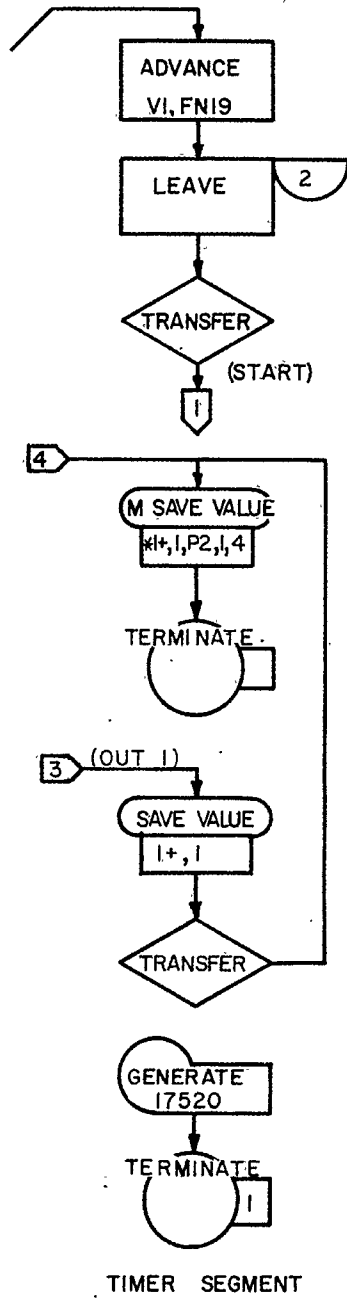 ADVANCE
V1, FN19
LEAVE
2
TRANSFER
(START)
1
4
M SAVE VALUE
*1+,1,P2,1,4
TERMINATE
3 (OUT 1)
SAVE VALUE
1+, 1
TRANSFER
GENERATE
17520
TERMINATE
1
TIMER SEGMENT